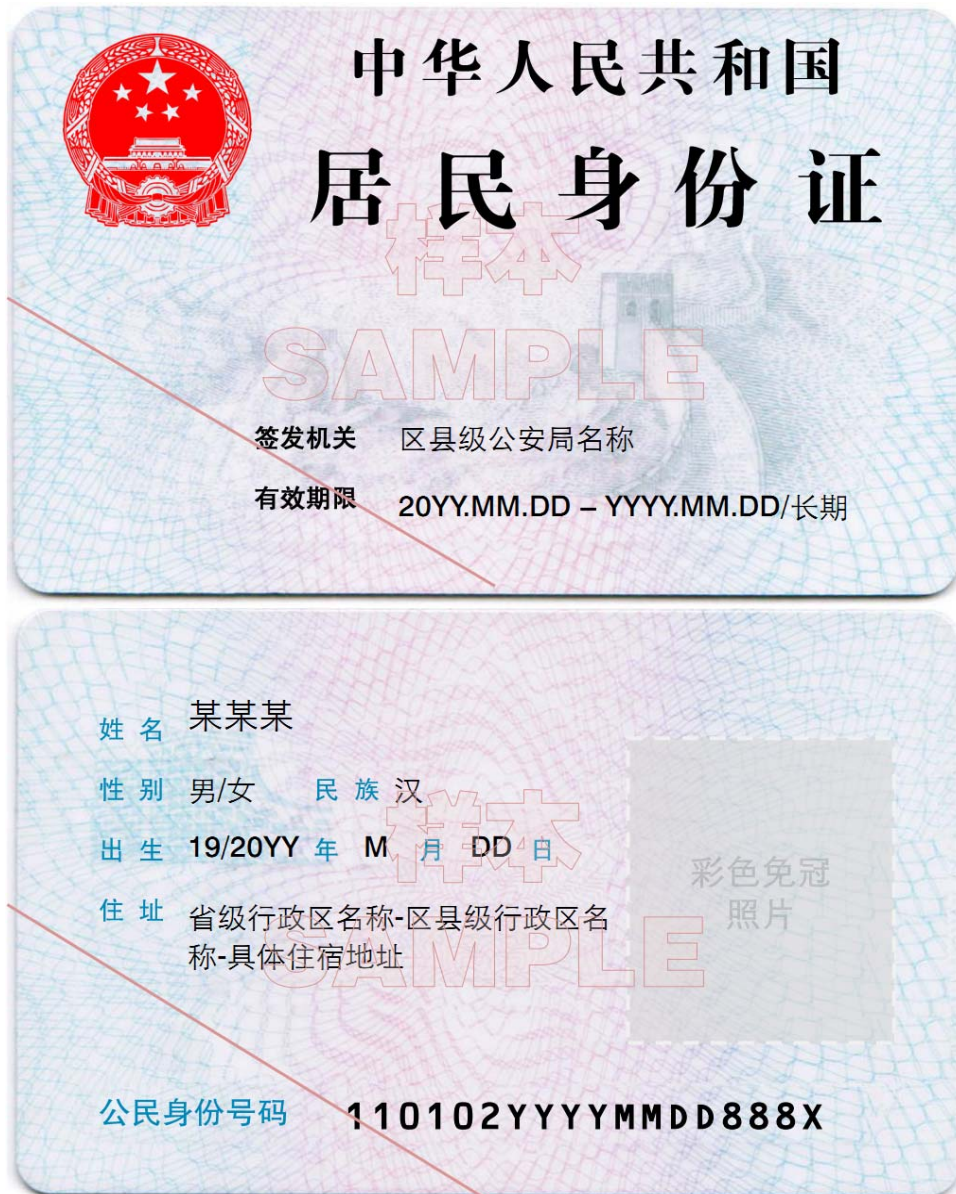 中华人民共和国
居民身份证
样本
SAMPLE
签发机关 区县级公安局名称
有效期限 20YY.MM.DD – YYYY.MM.DD/长期
姓名 某某某
性别 男/女 民族 汉
样本
出生 19/20YY 年 M 月 DD 日
彩色免冠
照片
住址 省级行政区名称-区县级行政区名
称-具体住宿地址
SAMPLE
公民身份号码 110102YYYYMMDD888X